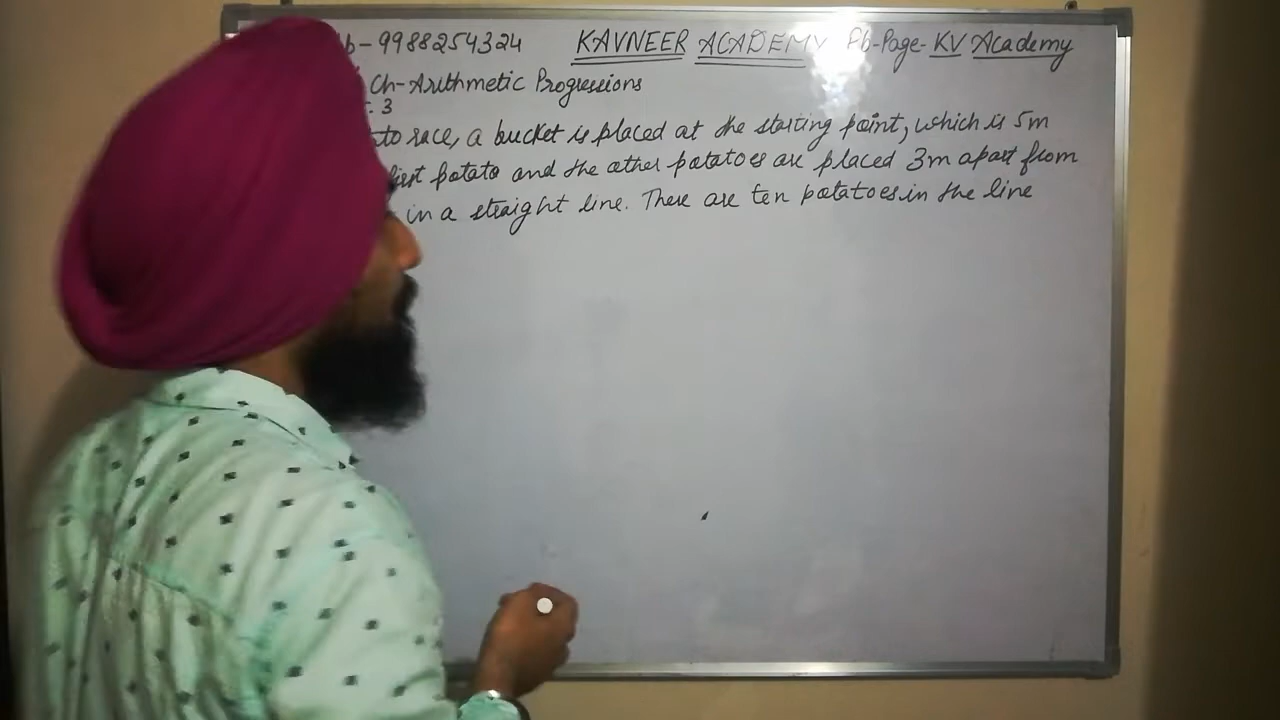 b-9988254324 KAVNEER ACADEMY Fb-Page-KV Academy
Ch-Arithmetic Progressions
: 3
to race, a bucket is placed at the starting point, which is 5m
first potato and the other potatoes are placed 3m apart from
in a straight line. There are ten potatoes in the line